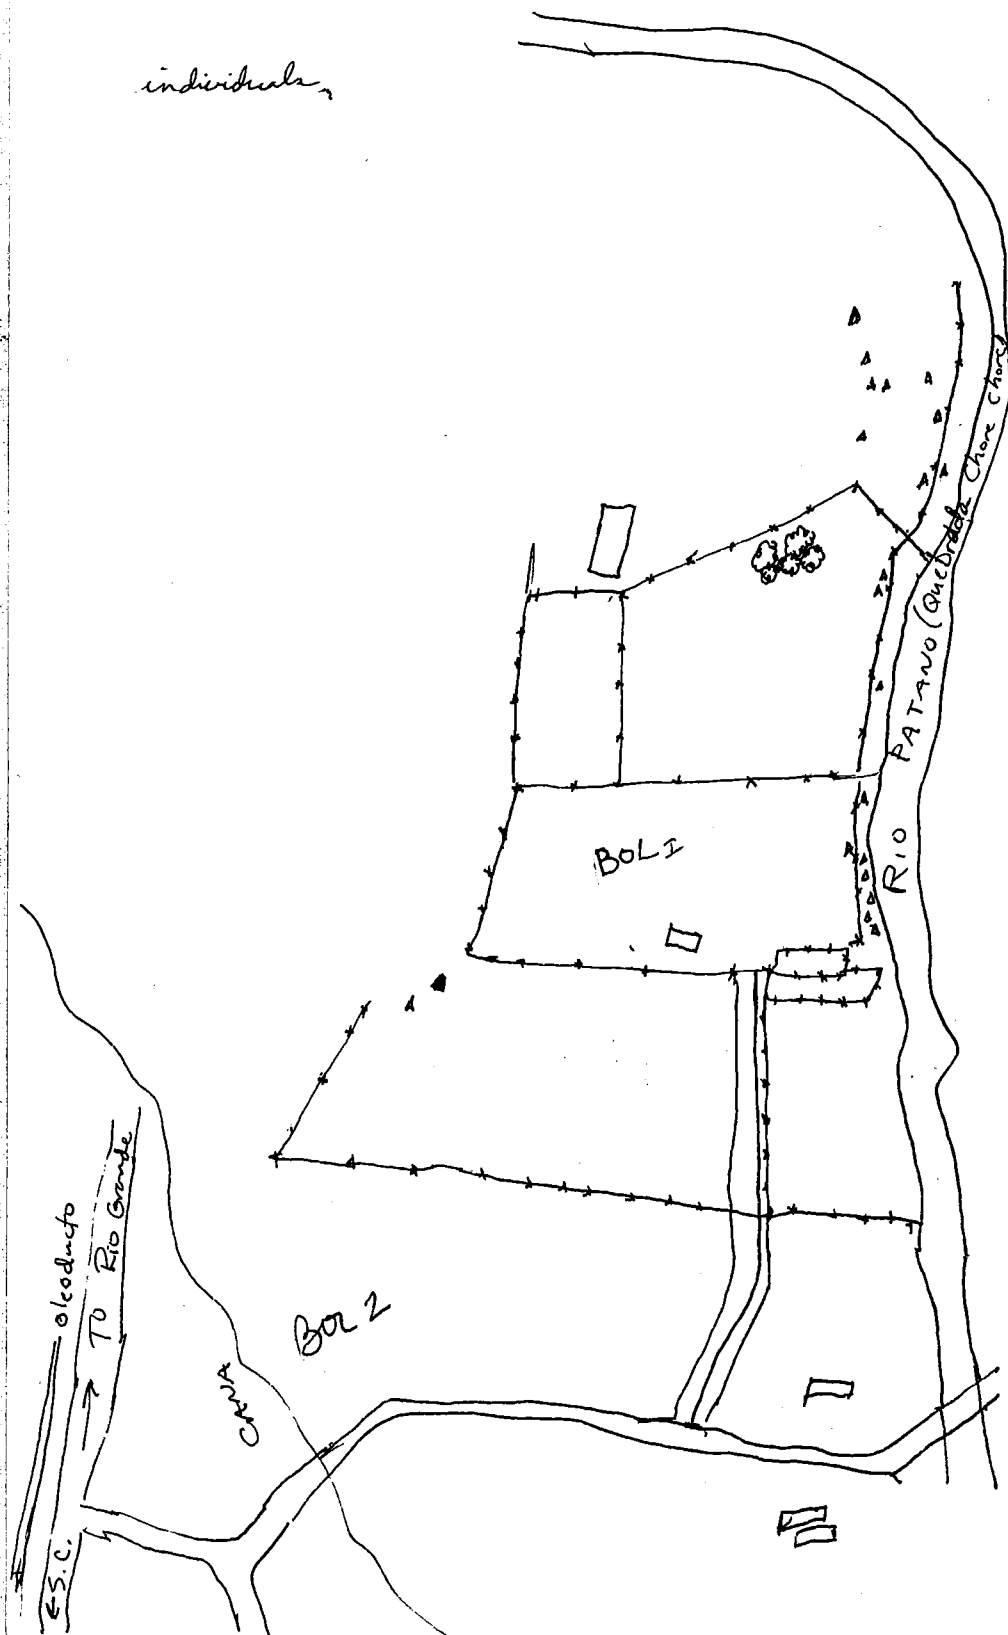 individuals,
RIO PATANO (Quebrada Chore Chore)
BOL I
BOL 2
CANA
oleoducto
→ TO Rio Grande
← S.C.